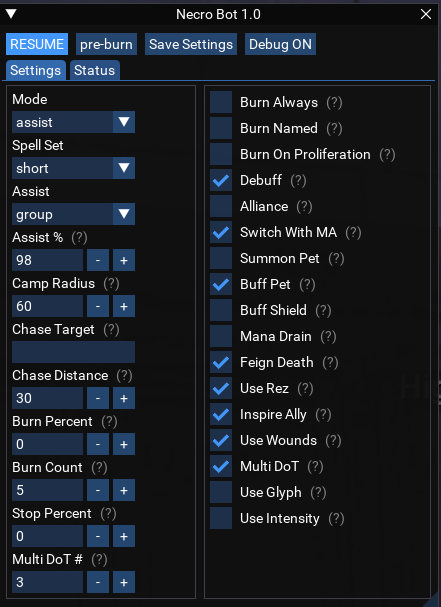 Necro Bot 1.0
RESUME pre-burn Save Settings Debug ON
Settings Status
Mode
assist
Spell Set
short
Assist
group
Assist % (?)
98 - +
Camp Radius (?)
60 - +
Chase Target (?)
Chase Distance (?)
30 - +
Burn Percent (?)
0 - +
Burn Count (?)
5 - +
Stop Percent (?)
0 - +
Multi DoT # (?)
3 - +
Burn Always (?)
Burn Named (?)
Burn On Proliferation (?)
Debuff (?)
Alliance (?)
Switch With MA (?)
Summon Pet (?)
Buff Pet (?)
Buff Shield (?)
Mana Drain (?)
Feign Death (?)
Use Rez (?)
Inspire Ally (?)
Use Wounds (?)
Multi DoT (?)
Use Glyph (?)
Use Intensity (?)